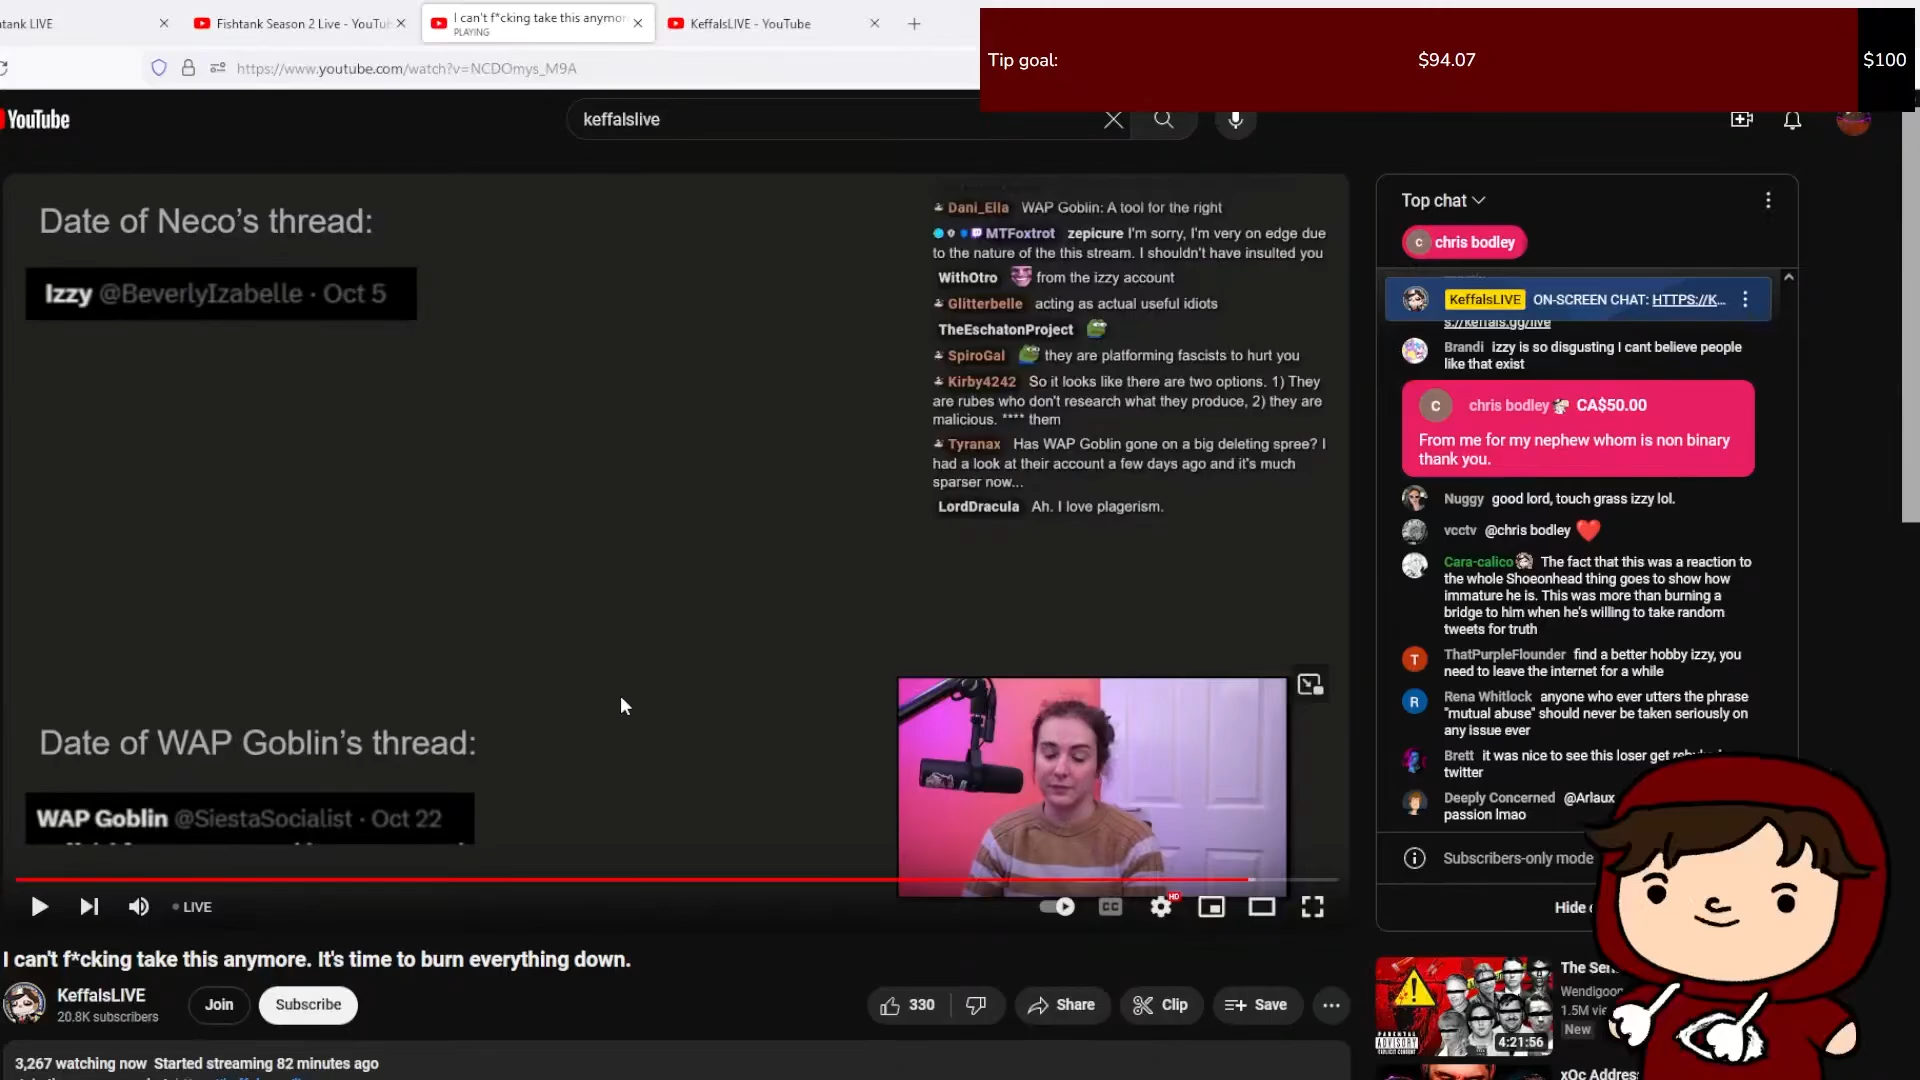 ntank LIVE
Fishtank Season 2 Live - YouTu
I can't f*cking take this anymor
PLAYING
KeffalsLIVE - YouTube
https://www.youtube.com/watch?v=NCDOmys_M9A
Tip goal:
$94.07
$100
YouTube
keffalslive
Date of Neco's thread:
Izzy @BeverlyIzabelle · Oct 5
Date of WAP Goblin's thread:
WAP Goblin @SiestaSocialist · Oct 22
Dani_Ella WAP Goblin: A tool for the right
MTFoxtrot zepicure I'm sorry, I'm very on edge due
to the nature of the this stream. I shouldn't have insulted you
WithOtro from the izzy account
Glitterbelle acting as actual useful idiots
TheEschatonProject
SpiroGal they are platforming fascists to hurt you
Kirby4242 So it looks like there are two options. 1) They
are rubes who don't research what they produce, 2) they are
malicious. **** them
Tyranax Has WAP Goblin gone on a big deleting spree? I
had a look at their account a few days ago and it's much
sparser now...
LordDracula Ah. I love plagerism.
LIVE
HD
CC
I can't f*cking take this anymore. It's time to burn everything down.
KeffalsLIVE
20.8K subscribers
Join
Subscribe
330
Share
Clip
Save
3,267 watching now Started streaming 82 minutes ago
Top chat
C chris bodley
KeffalsLIVE ON-SCREEN CHAT: HTTPS://K...
s://keffals.gg/live
Brandi izzy is so disgusting I cant believe people
like that exist
C chris bodley CA$50.00
From me for my nephew whom is non binary
thank you.
Nuggy good lord, touch grass izzy lol.
vcctv @chris bodley
Cara-calico The fact that this was a reaction to
the whole Shoeonhead thing goes to show how
immature he is. This was more than burning a
bridge to him when he's willing to take random
tweets for truth
T ThatPurpleFlounder find a better hobby izzy, you
need to leave the internet for a while
R Rena Whitlock anyone who ever utters the phrase
"mutual abuse" should never be taken seriously on
any issue ever
Brett it was nice to see this loser get
twitter
Deeply Concerned @Arlaux
passion lmao
Subscribers-only mode
Hide
PARENTAL
ADVISORY
EXPLICIT CONTENT
4:21:56
The Ser
Wendigoon
1.5M vie
New
xQc Address